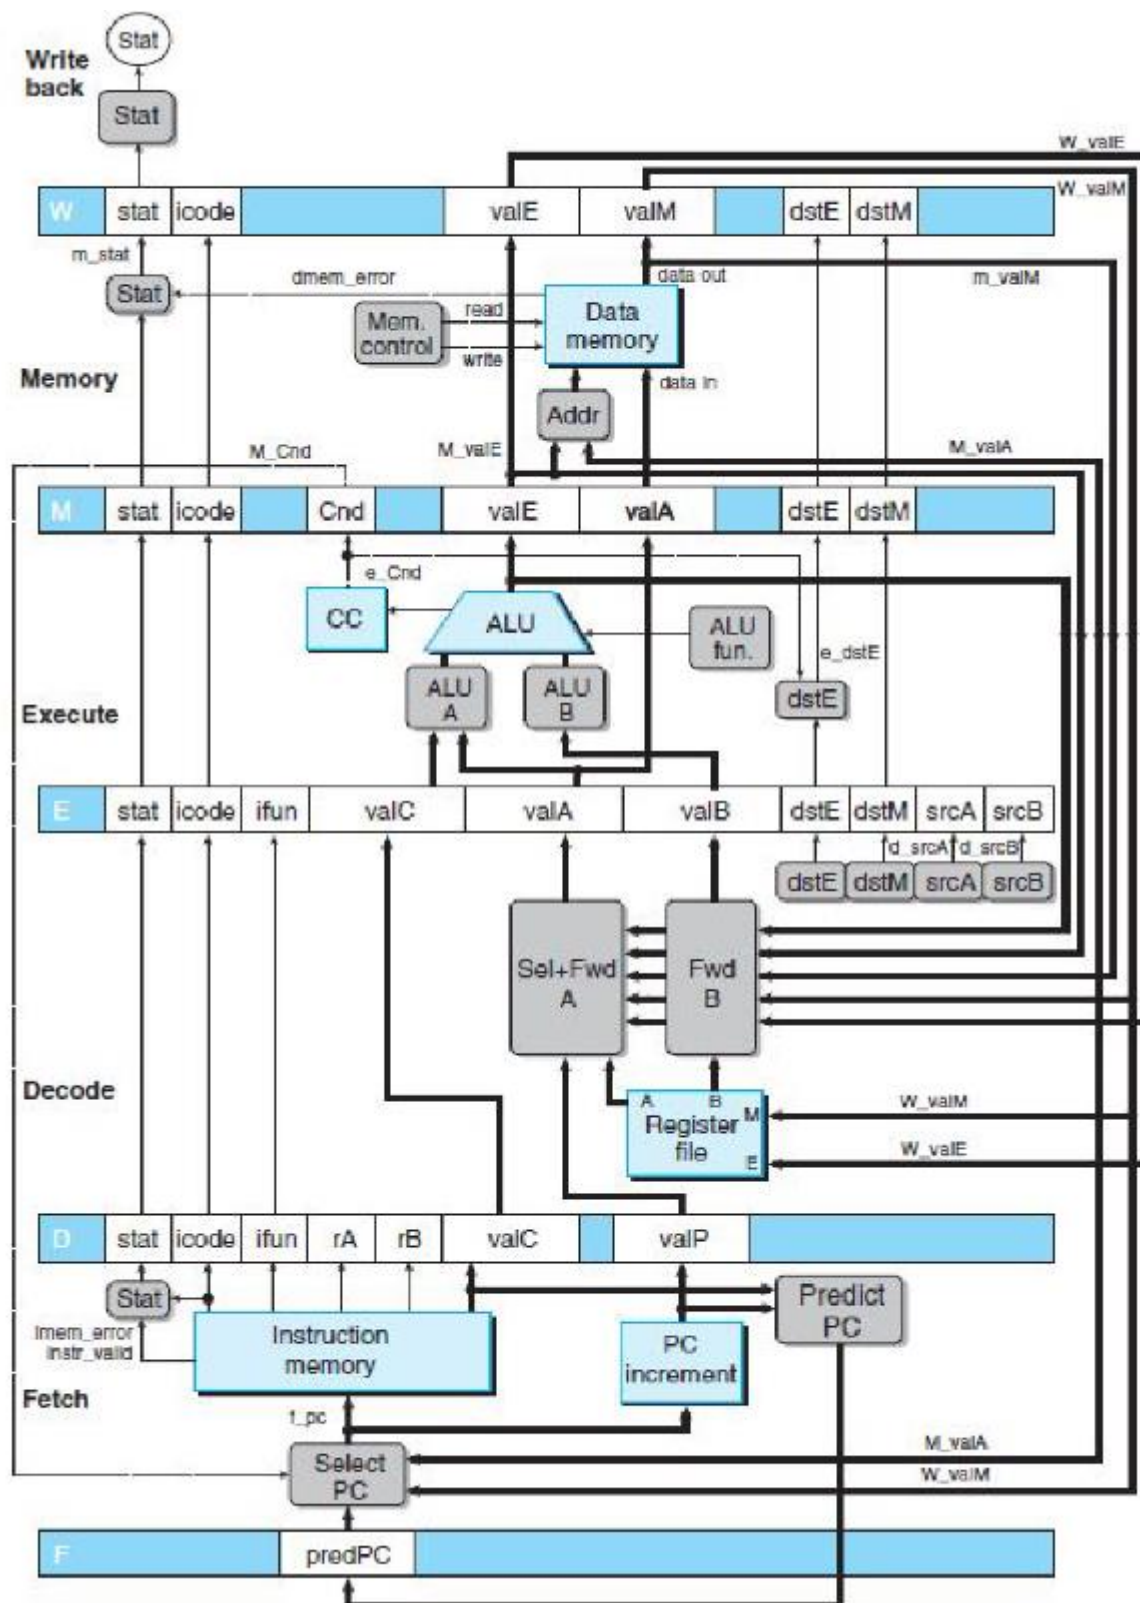 Stat
Write
back
Stat
W_valE
W_valM
W
stat
icode
valE
valM
dstE
dstM
m_stat
Stat
dmem_error
data out
m_valM
Mem.
control
read
write
Data
memory
Memory
data in
Addr
M_Cnd
M_valE
M_valA
M
stat
icode
Cnd
valE
valA
dstE
dstM
e_Cnd
CC
ALU
ALU
fun.
e_dstE
ALU
A
ALU
B
dstE
Execute
E
stat
icode
ifun
valC
valA
valB
dstE
dstM
srcA
srcB
d_srcA
d_srcB
dstE
dstM
srcA
srcB
Sel+Fwd
A
Fwd
B
Decode
A
B
M
Register
file
E
W_valM
W_valE
D
stat
icode
ifun
rA
rB
valC
valP
Stat
Predict
PC
Imem_error
Instr_valid
Instruction
memory
PC
increment
Fetch
f_pc
M_valA
Select
PC
W_valM
F
predPC